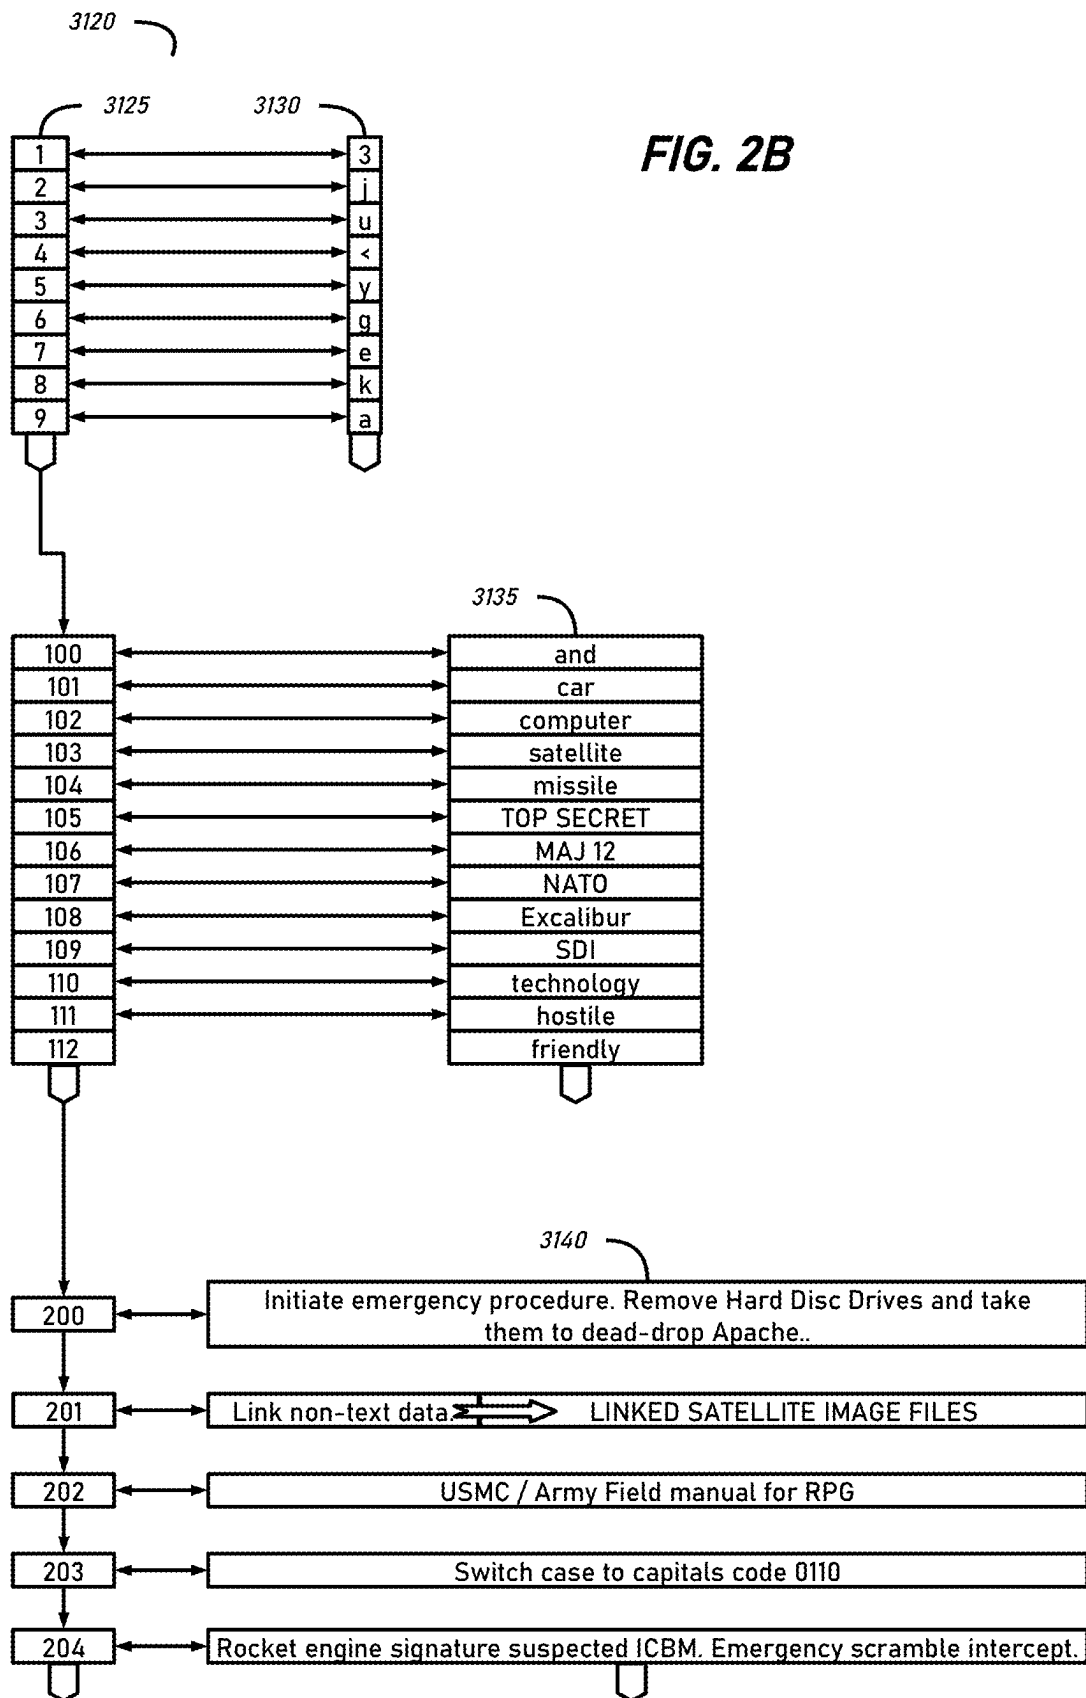 3120
3125 3130
FIG. 2B
1 3
2 j
3 u
4 <
5 y
6 g
7 e
8 k
9 a
3135
100 and
101 car
102 computer
103 satellite
104 missile
105 TOP SECRET
106 MAJ 12
107 NATO
108 Excalibur
109 SDI
110 technology
111 hostile
112 friendly
3140
200 Initiate emergency procedure. Remove Hard Disc Drives and take
them to dead-drop Apache..
201 Link non-text data. LINKED SATELLITE IMAGE FILES
202 USMC / Army Field manual for RPG
203 Switch case to capitals code 0110
204 Rocket engine signature suspected ICBM. Emergency scramble intercept.